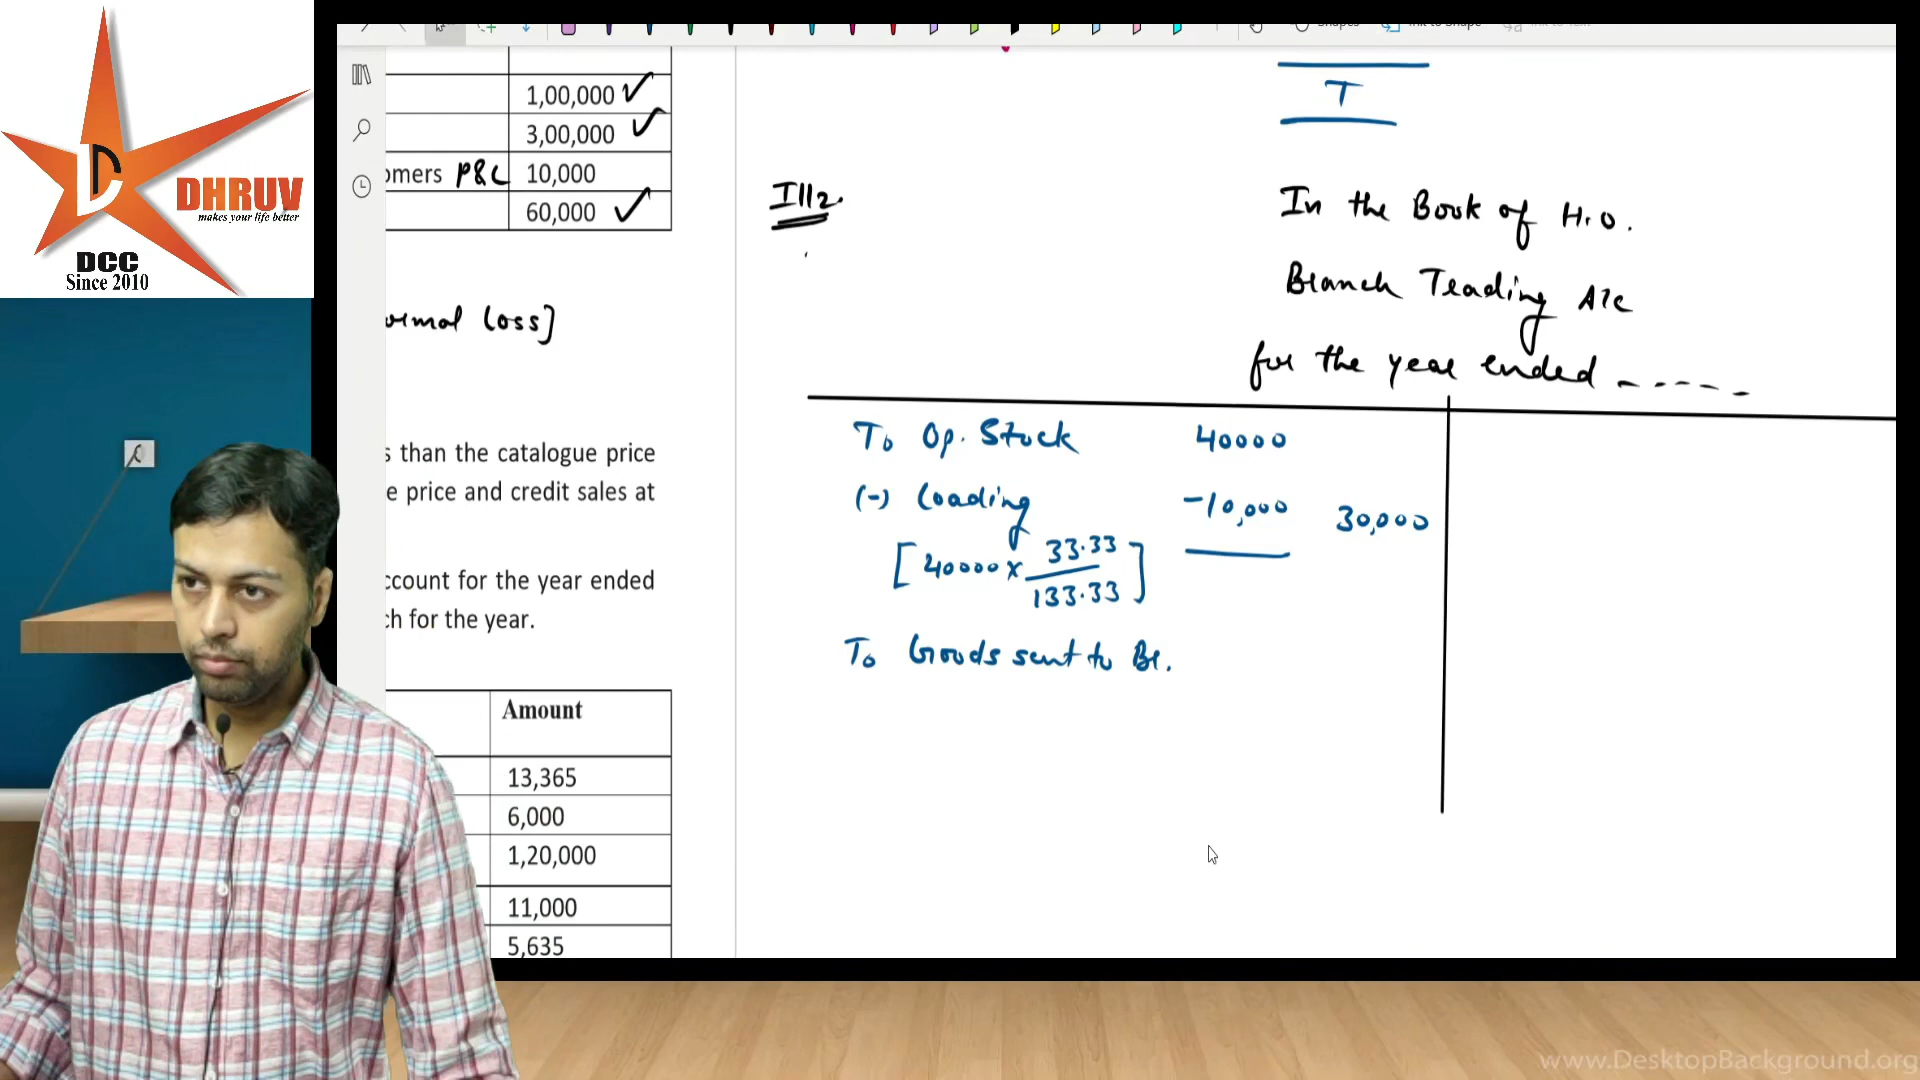 DC
DHRUV
makes your life better
DCC
Since 2010
1,00,000
3,00,000
omers P&L 10,000
60,000
ormal Loss]
s than the catalogue price
e price and credit sales at
ccount for the year ended
ch for the year.
Amount
13,365
6,000
1,20,000
11,000
5,635
T
Ill 2.
In the Book of H.O.
Branch Trading A/c
for the year ended ------
To Op. Stock 40000
(-) Loading -10,000 30,000
[40000 x 33.33 / 133.33]
To Goods sent to Br.
www.DesktopBackground.org